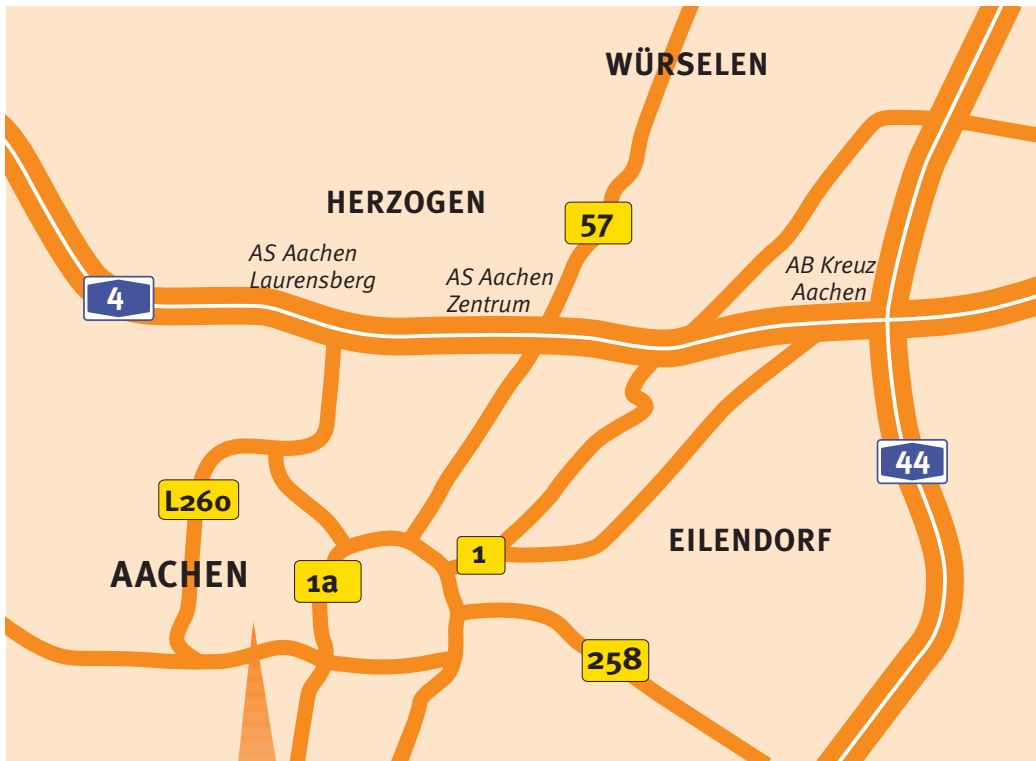 WÜRSELEN
HERZOGEN
57
AS Aachen
Laurensberg
AS Aachen
Zentrum
AB Kreuz
Aachen
4
44
L260
EILENDORF
1
AACHEN
1a
258